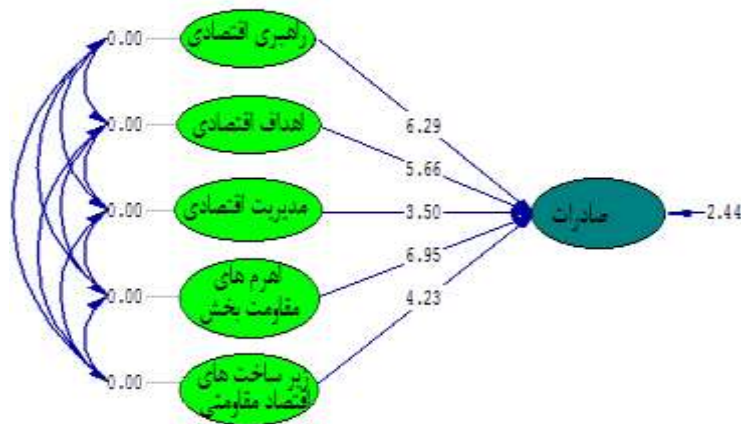 0.00
راهبری اقتصادی
6.29
0.00
اهداف اقتصادی
5.66
0.00
مدیریت اقتصادی
3.50
صادرات
2.44
0.00
اهرم های
مقاومت بخش
6.95
0.00
زیر ساخت های
اقتصاد مقاومتی
4.23